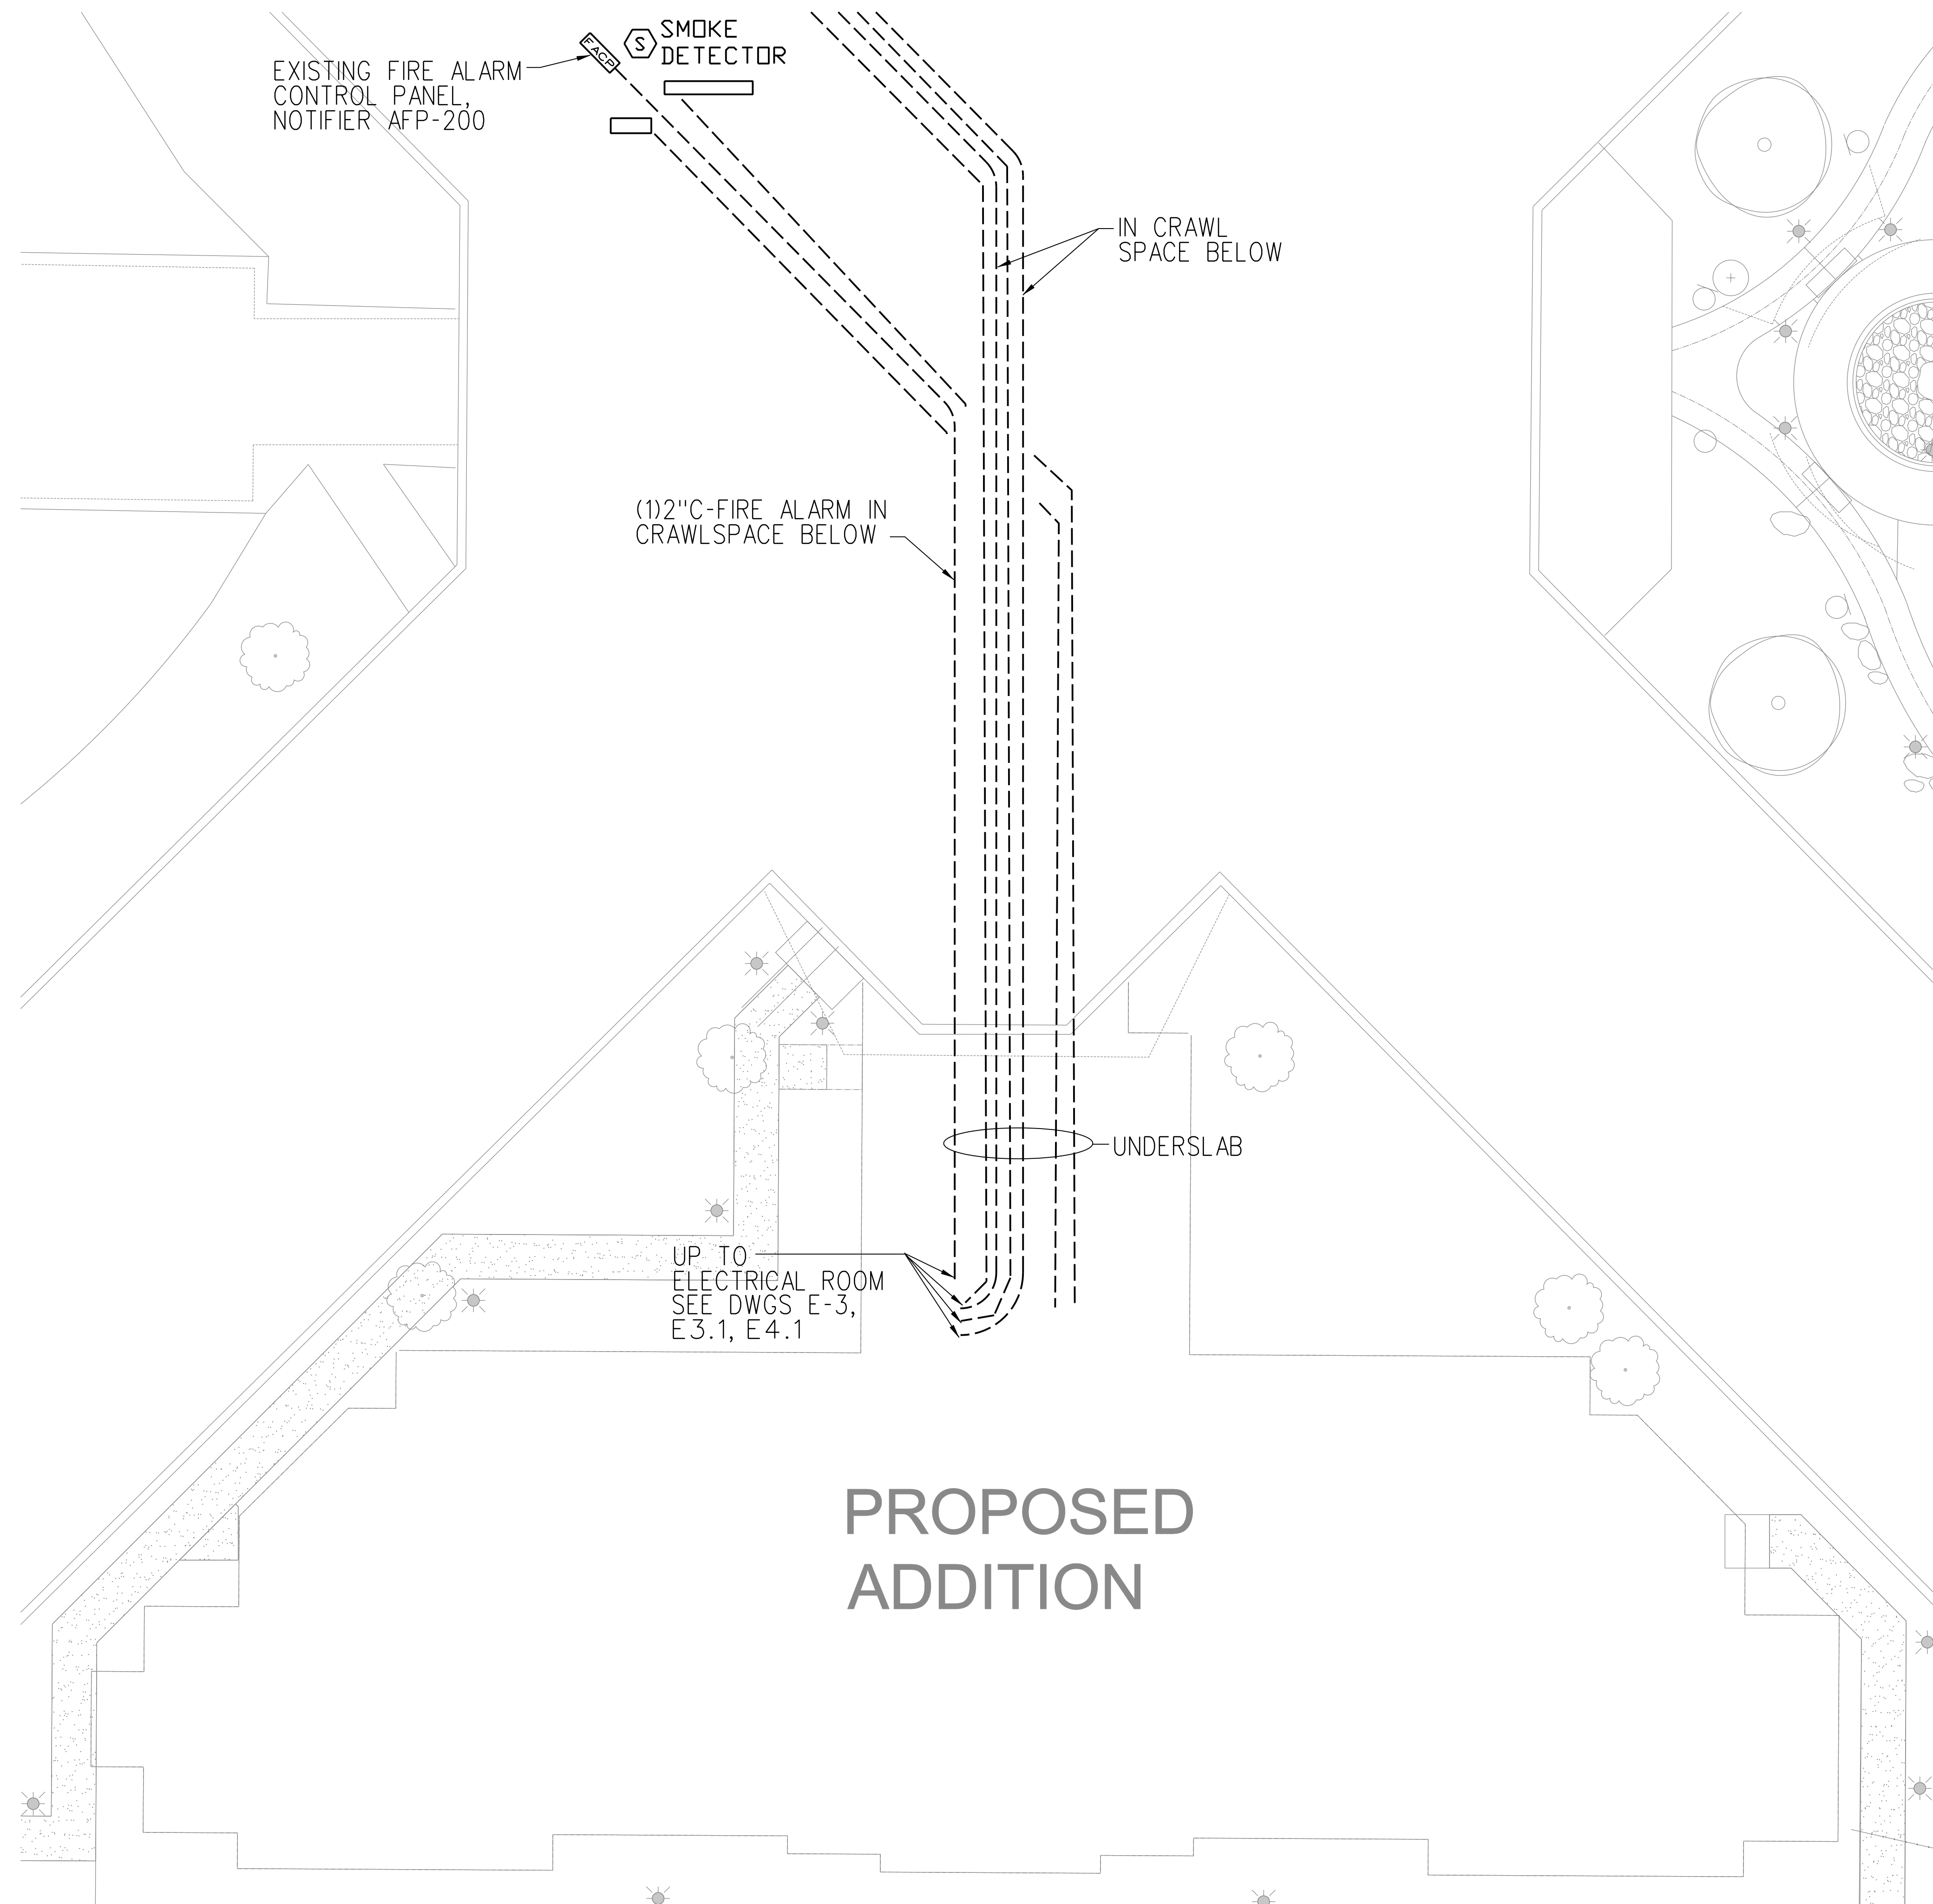 FACP
S
SMOKE
DETECTOR
EXISTING FIRE ALARM
CONTROL PANEL,
NOTIFIER AFP-200
IN CRAWL
SPACE BELOW
(1)2"C-FIRE ALARM IN
CRAWLSPACE BELOW
UNDERSLAB
UP TO
ELECTRICAL ROOM
SEE DWGS E-3,
E3.1, E4.1
PROPOSED
ADDITION